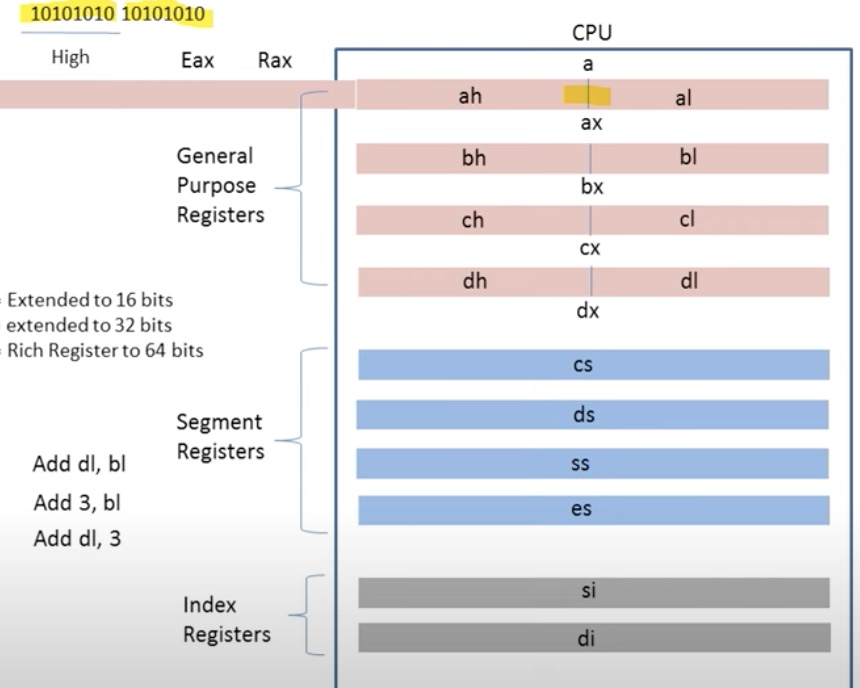 10101010 10101010
CPU
High Eax Rax
a
ah al
ax
General
Purpose
Registers
bh bl
bx
ch cl
cx
dh dl
dx
Extended to 16 bits
extended to 32 bits
Rich Register to 64 bits
cs
Segment
Registers
ds
ss
es
Add dl, bl
Add 3, bl
Add dl, 3
Index
Registers
si
di